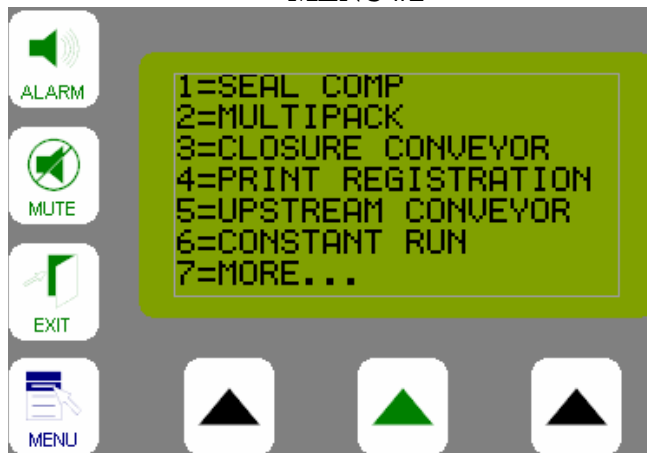 ALARM
MUTE
EXIT
MENU
1=SEAL COMP
2=MULTIPACK
3=CLOSURE CONVEYOR
4=PRINT REGISTRATION
5=UPSTREAM CONVEYOR
6=CONSTANT RUN
7=MORE...